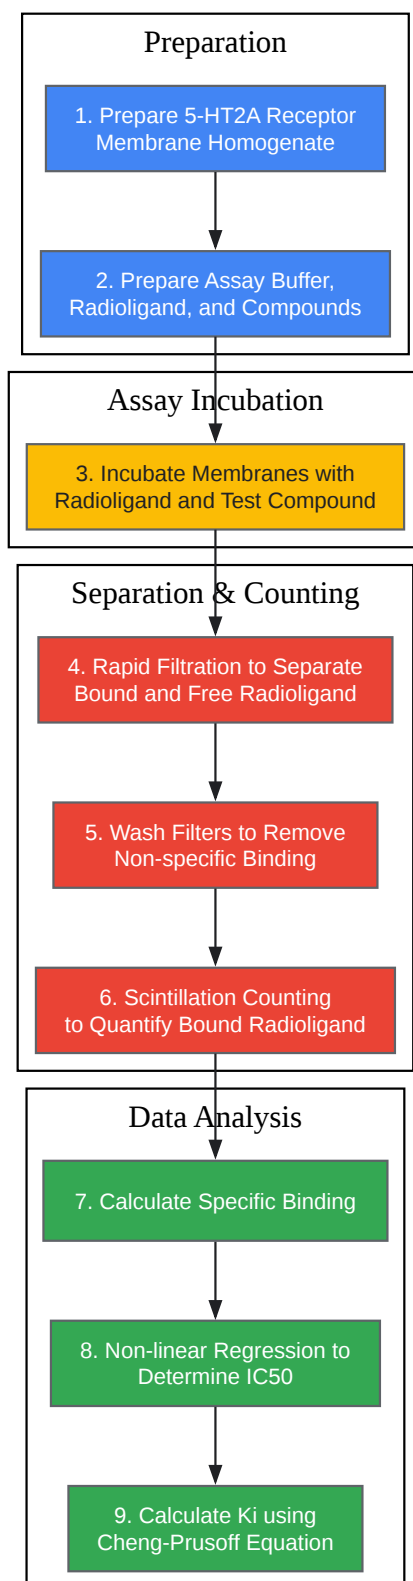 Preparation
1. Prepare 5-HT2A Receptor
Membrane Homogenate
2. Prepare Assay Buffer,
Radioligand, and Compounds
Assay Incubation
3. Incubate Membranes with
Radioligand and Test Compound
Separation & Counting
4. Rapid Filtration to Separate
Bound and Free Radioligand
5. Wash Filters to Remove
Non-specific Binding
6. Scintillation Counting
to Quantify Bound Radioligand
Data Analysis
7. Calculate Specific Binding
8. Non-linear Regression to
Determine IC50
9. Calculate Ki using
Cheng-Prusoff Equation